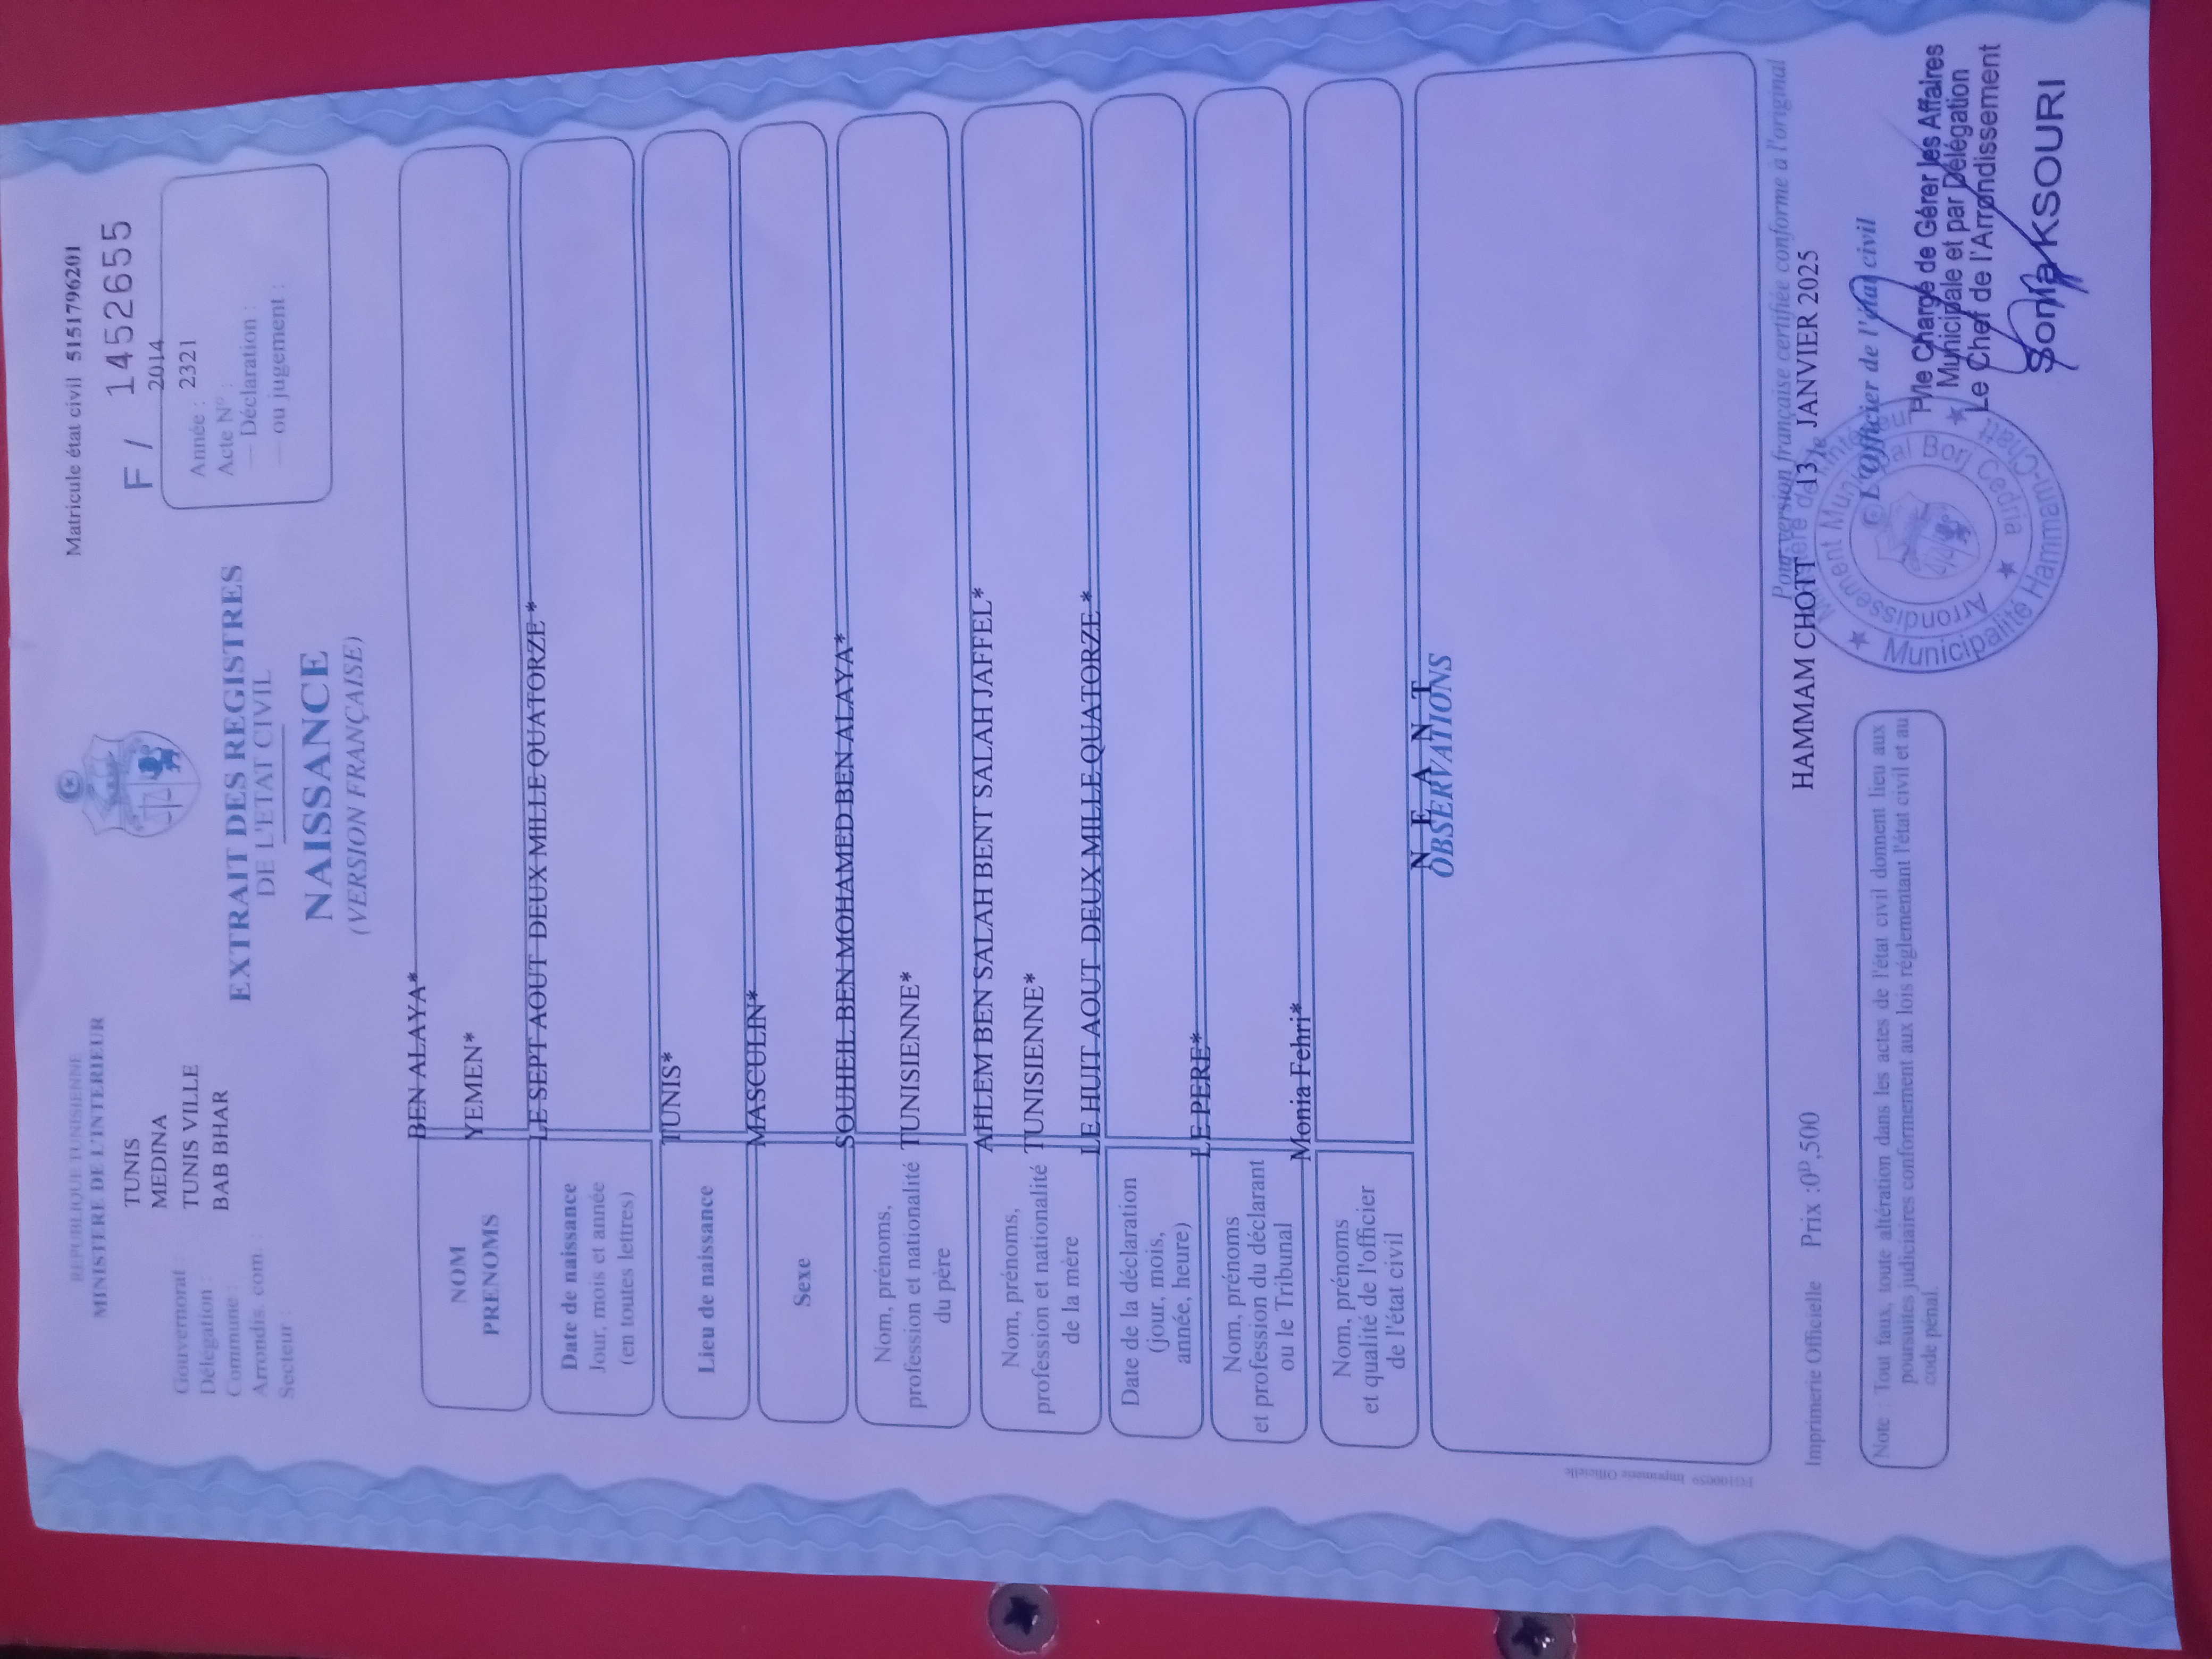 REPUBLIQUE TUNISIENNE
MINISTERE DE L'INTERIEUR
TUNIS
MEDINA
TUNIS VILLE
BAB BHAR
Gouvernorat :
Délégation :
Commune :
Arrondis. com :
Secteur :
Matricule état civil 5151796201
F / 1452655
2014
Année : 2321
Acte N° :
— Déclaration :
— ou jugement :
EXTRAIT DES REGISTRES
DE L'ETAT CIVIL
NAISSANCE
(VERSION FRANÇAISE)
BEN ALAYA*
NOM
YEMEN*
PRENOMS
LE SEPT AOUT DEUX MILLE QUATORZE *
Date de naissance
Jour, mois et année
(en toutes lettres)
TUNIS*
Lieu de naissance
MASCULIN*
Sexe
SOUHEIL BEN MOHAMED BEN ALAYA*
Nom, prénoms,
profession et nationalité TUNISIENNE*
du père
AHLEM BEN SALAH BENT SALAH JAFFEL*
Nom, prénoms,
profession et nationalité TUNISIENNE*
de la mère
LE HUIT AOUT DEUX MILLE QUATORZE *
Date de la déclaration
(jour, mois,
année, heure)
LE PERE*
Nom, prénoms
et profession du déclarant
ou le Tribunal
Monia Fehri*
Nom, prénoms
et qualité de l'officier
de l'état civil
N E A N T
OBSERVATIONS
FG100059 Imprimerie Officielle
Pour version française certifiée conforme à l'original
Imprimerie Officielle Prix :0D,500
HAMMAM CHOTT le 13 JANVIER 2025
L'Officier de l'état civil
P/le Chargé de Gérer les Affaires
Municipale et par Délégation
Le Chef de l'Arrondissement
Sonia KSOURI
Municipalité Hammam-Chatt
Arrondissement Municipal Borj Cedria
Note : Tout faux, toute altération dans les actes de l'état civil donnent lieu aux
poursuites judiciaires conformement aux lois réglementant l'état civil et au
code pénal.